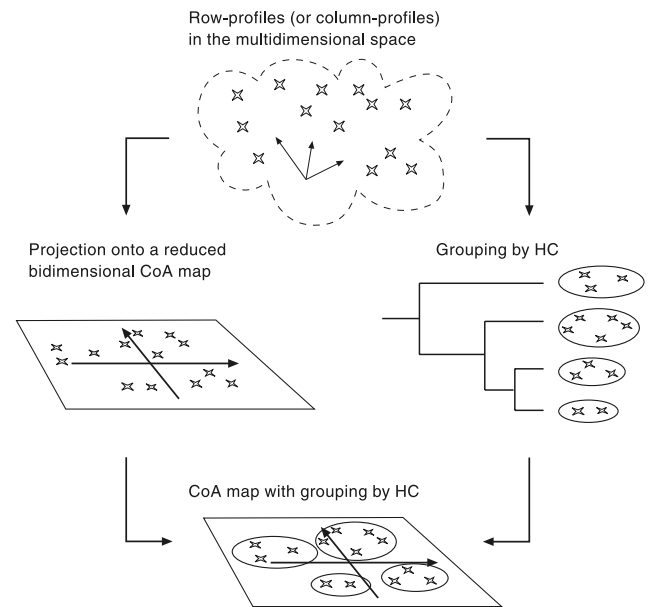 Row-profiles (or column-profiles)
in the multidimensional space
Projection onto a reduced
bidimensional CoA map
Grouping by HC
CoA map with grouping by HC